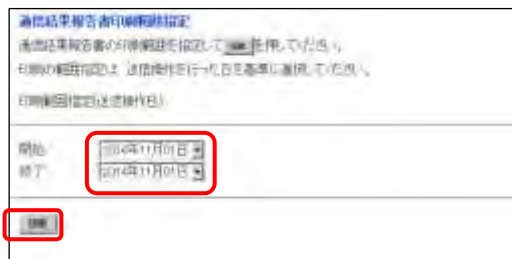 通信結果報告書印刷範囲指定
通信結果報告書の印刷範囲を指定して 印刷 を押してください。
印刷の範囲指定は、送信操作を行った日を基準に選択してください。
印刷範囲指定(送信操作日)
開始 2014年11月01日
終了 2014年11月01日
印刷